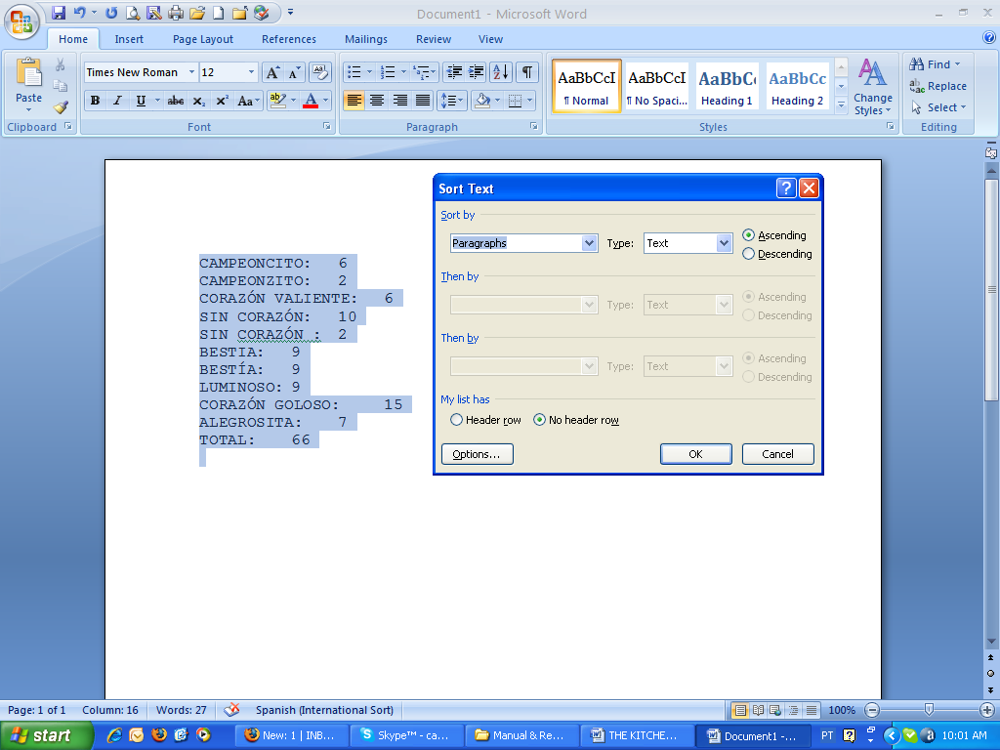 Document1 - Microsoft Word
Home Insert Page Layout References Mailings Review View
Paste
Times New Roman 12
B I U abc X₂ X² Aa
AaBbCcI AaBbCcI AaBbC AaBbCc
¶ Normal ¶ No Spaci... Heading 1 Heading 2
Change Styles
Find
Replace
Select
Clipboard Font Paragraph Styles Editing
CAMPEONCITO: 6
CAMPEONZITO: 2
CORAZÓN VALIENTE: 6
SIN CORAZÓN: 10
SIN CORAZÓN : 2
BESTIA: 9
BESTÍA: 9
LUMINOSO: 9
CORAZÓN GOLOSO: 15
ALEGROSITA: 7
TOTAL: 66
Sort Text
Sort by
Paragraphs Type: Text Ascending
Descending
Then by
Type: Text Ascending
Descending
Then by
Type: Text Ascending
Descending
My list has
Header row No header row
Options... OK Cancel
Page: 1 of 1 Column: 16 Words: 27 Spanish (International Sort) 100%
start New: 1 | INB... Skype™ - ca... Manual & Re... THE KITCHE... Document1 -... PT 10:01 AM